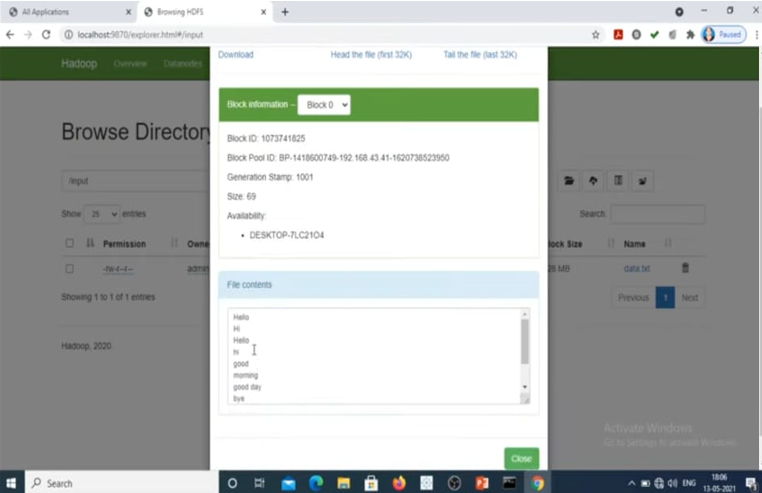 All Applications
Browsing HDFS
localhost:9870/explorer.html#/input
Paused
Hadoop Overview Datanodes
Download Head the file (first 32K) Tail the file (last 32K)
Block information -- Block 0
Block ID: 1073741825
Block Pool ID: BP-1418600749-192.168.43.41-1620738523950
Generation Stamp: 1001
Size: 69
Availability:
DESKTOP-7LC21O4
Browse Directory
/input
Show 25 entries
Search:
Permission Owne lock Size Name
-rw-r--r-- admin 28 MB data.txt
Showing 1 to 1 of 1 entries
Previous 1 Next
Hadoop, 2020
File contents
Hello
Hi
Hello
hi
good
morning
good day
bye
Close
Activate Windows
Go to Settings to activate Windows.
Search
ENG
18:06
13-05-2021